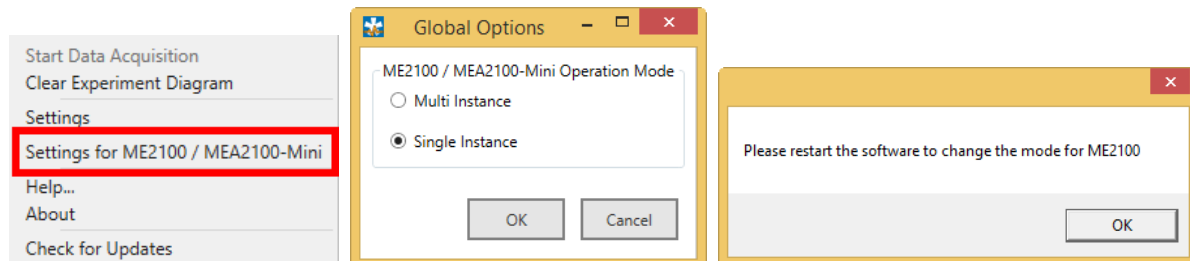 Start Data Acquisition
Clear Experiment Diagram
Settings
Settings for ME2100 / MEA2100-Mini
Help...
About
Check for Updates
Global Options
ME2100 / MEA2100-Mini Operation Mode
Multi Instance
Single Instance
OK
Cancel
Please restart the software to change the mode for ME2100
OK